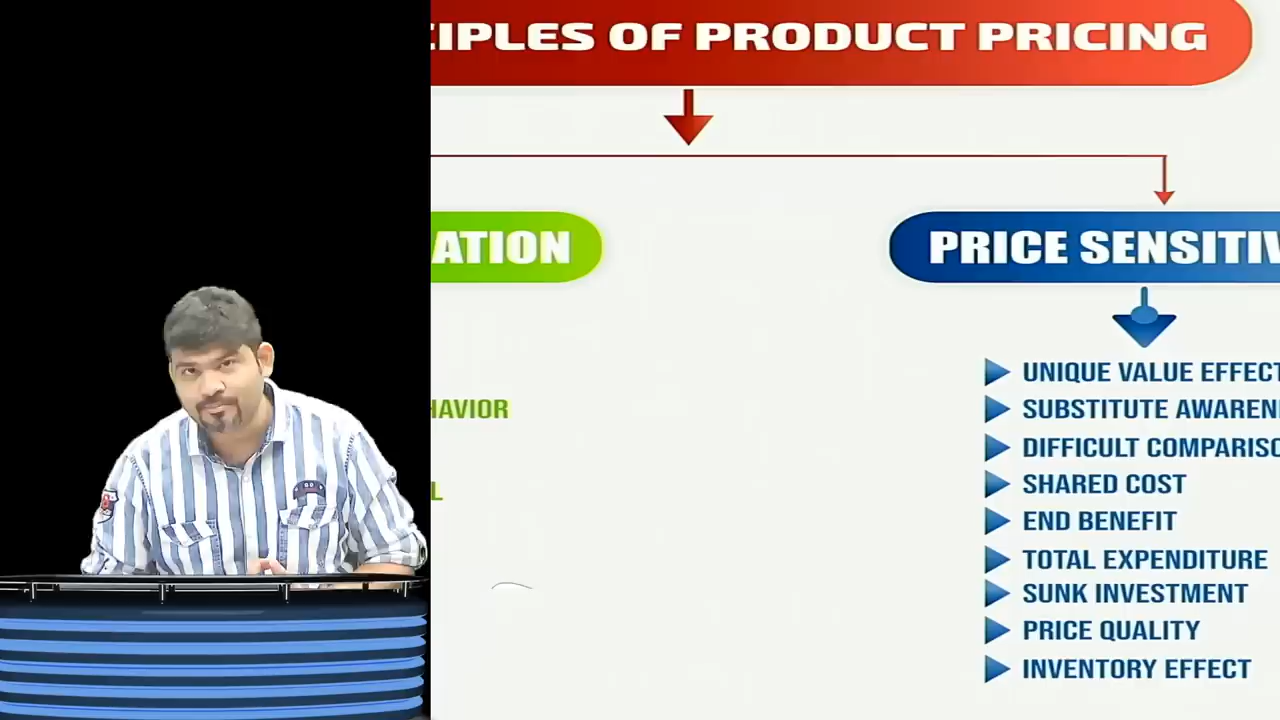 CIPLES OF PRODUCT PRICING
ATION
PRICE SENSITIV
HAVIOR
L
UNIQUE VALUE EFFECT
SUBSTITUTE AWAREN
DIFFICULT COMPARISO
SHARED COST
END BENEFIT
TOTAL EXPENDITURE
SUNK INVESTMENT
PRICE QUALITY
INVENTORY EFFECT